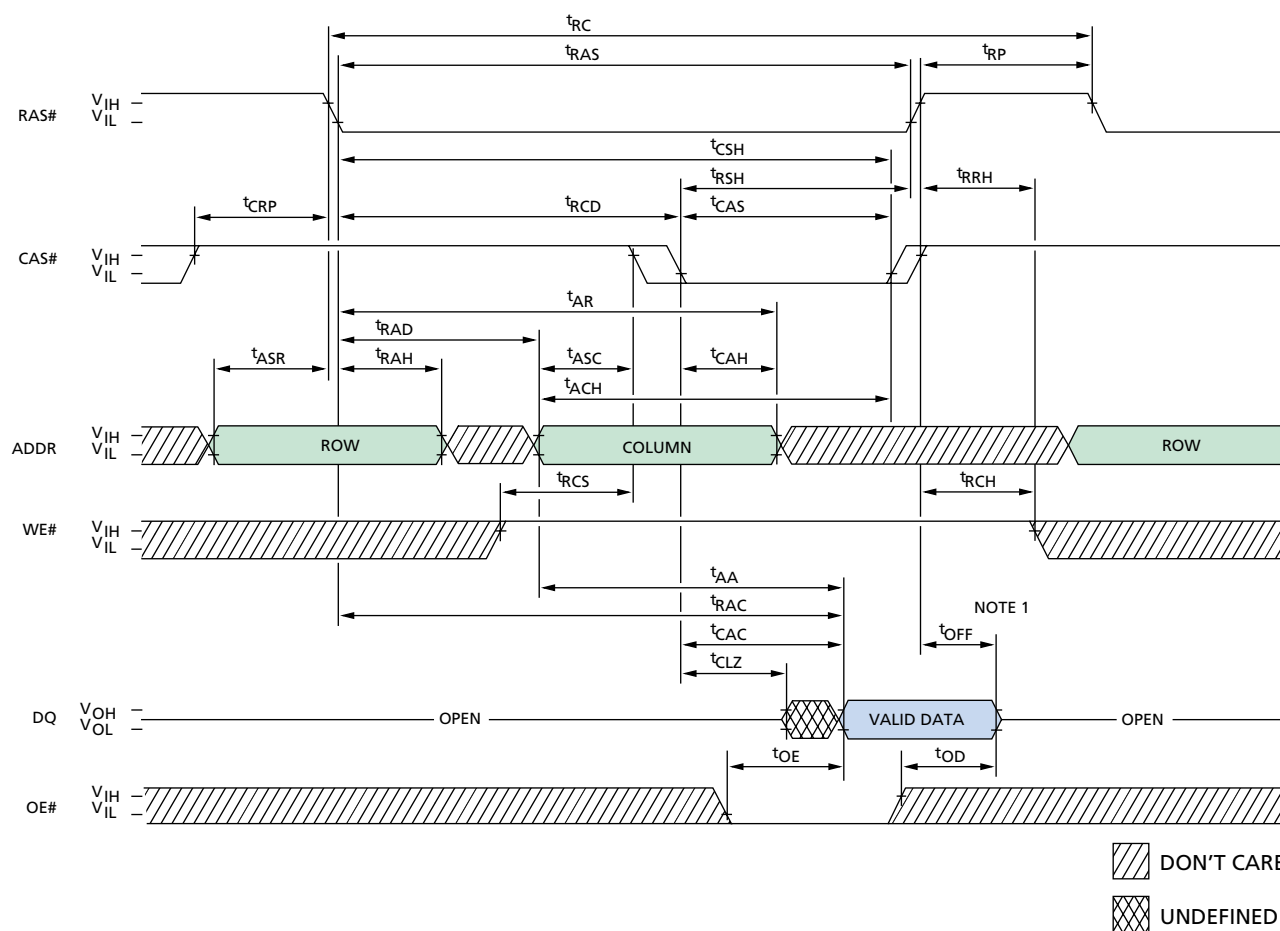 tRC
tRAS
tRP
RAS#
VIH
VIL
tCSH
tRSH
tRRH
tCRP
tRCD
tCAS
CAS#
VIH
VIL
tAR
tRAD
tASR
tRAH
tASC
tCAH
tACH
ADDR
VIH
VIL
ROW
COLUMN
ROW
tRCS
tRCH
WE#
VIH
VIL
tAA
tRAC
NOTE 1
tCAC
tOFF
tCLZ
DQ
VOH
VOL
OPEN
VALID DATA
OPEN
tOE
tOD
OE#
VIH
VIL
DON'T CARE
UNDEFINED